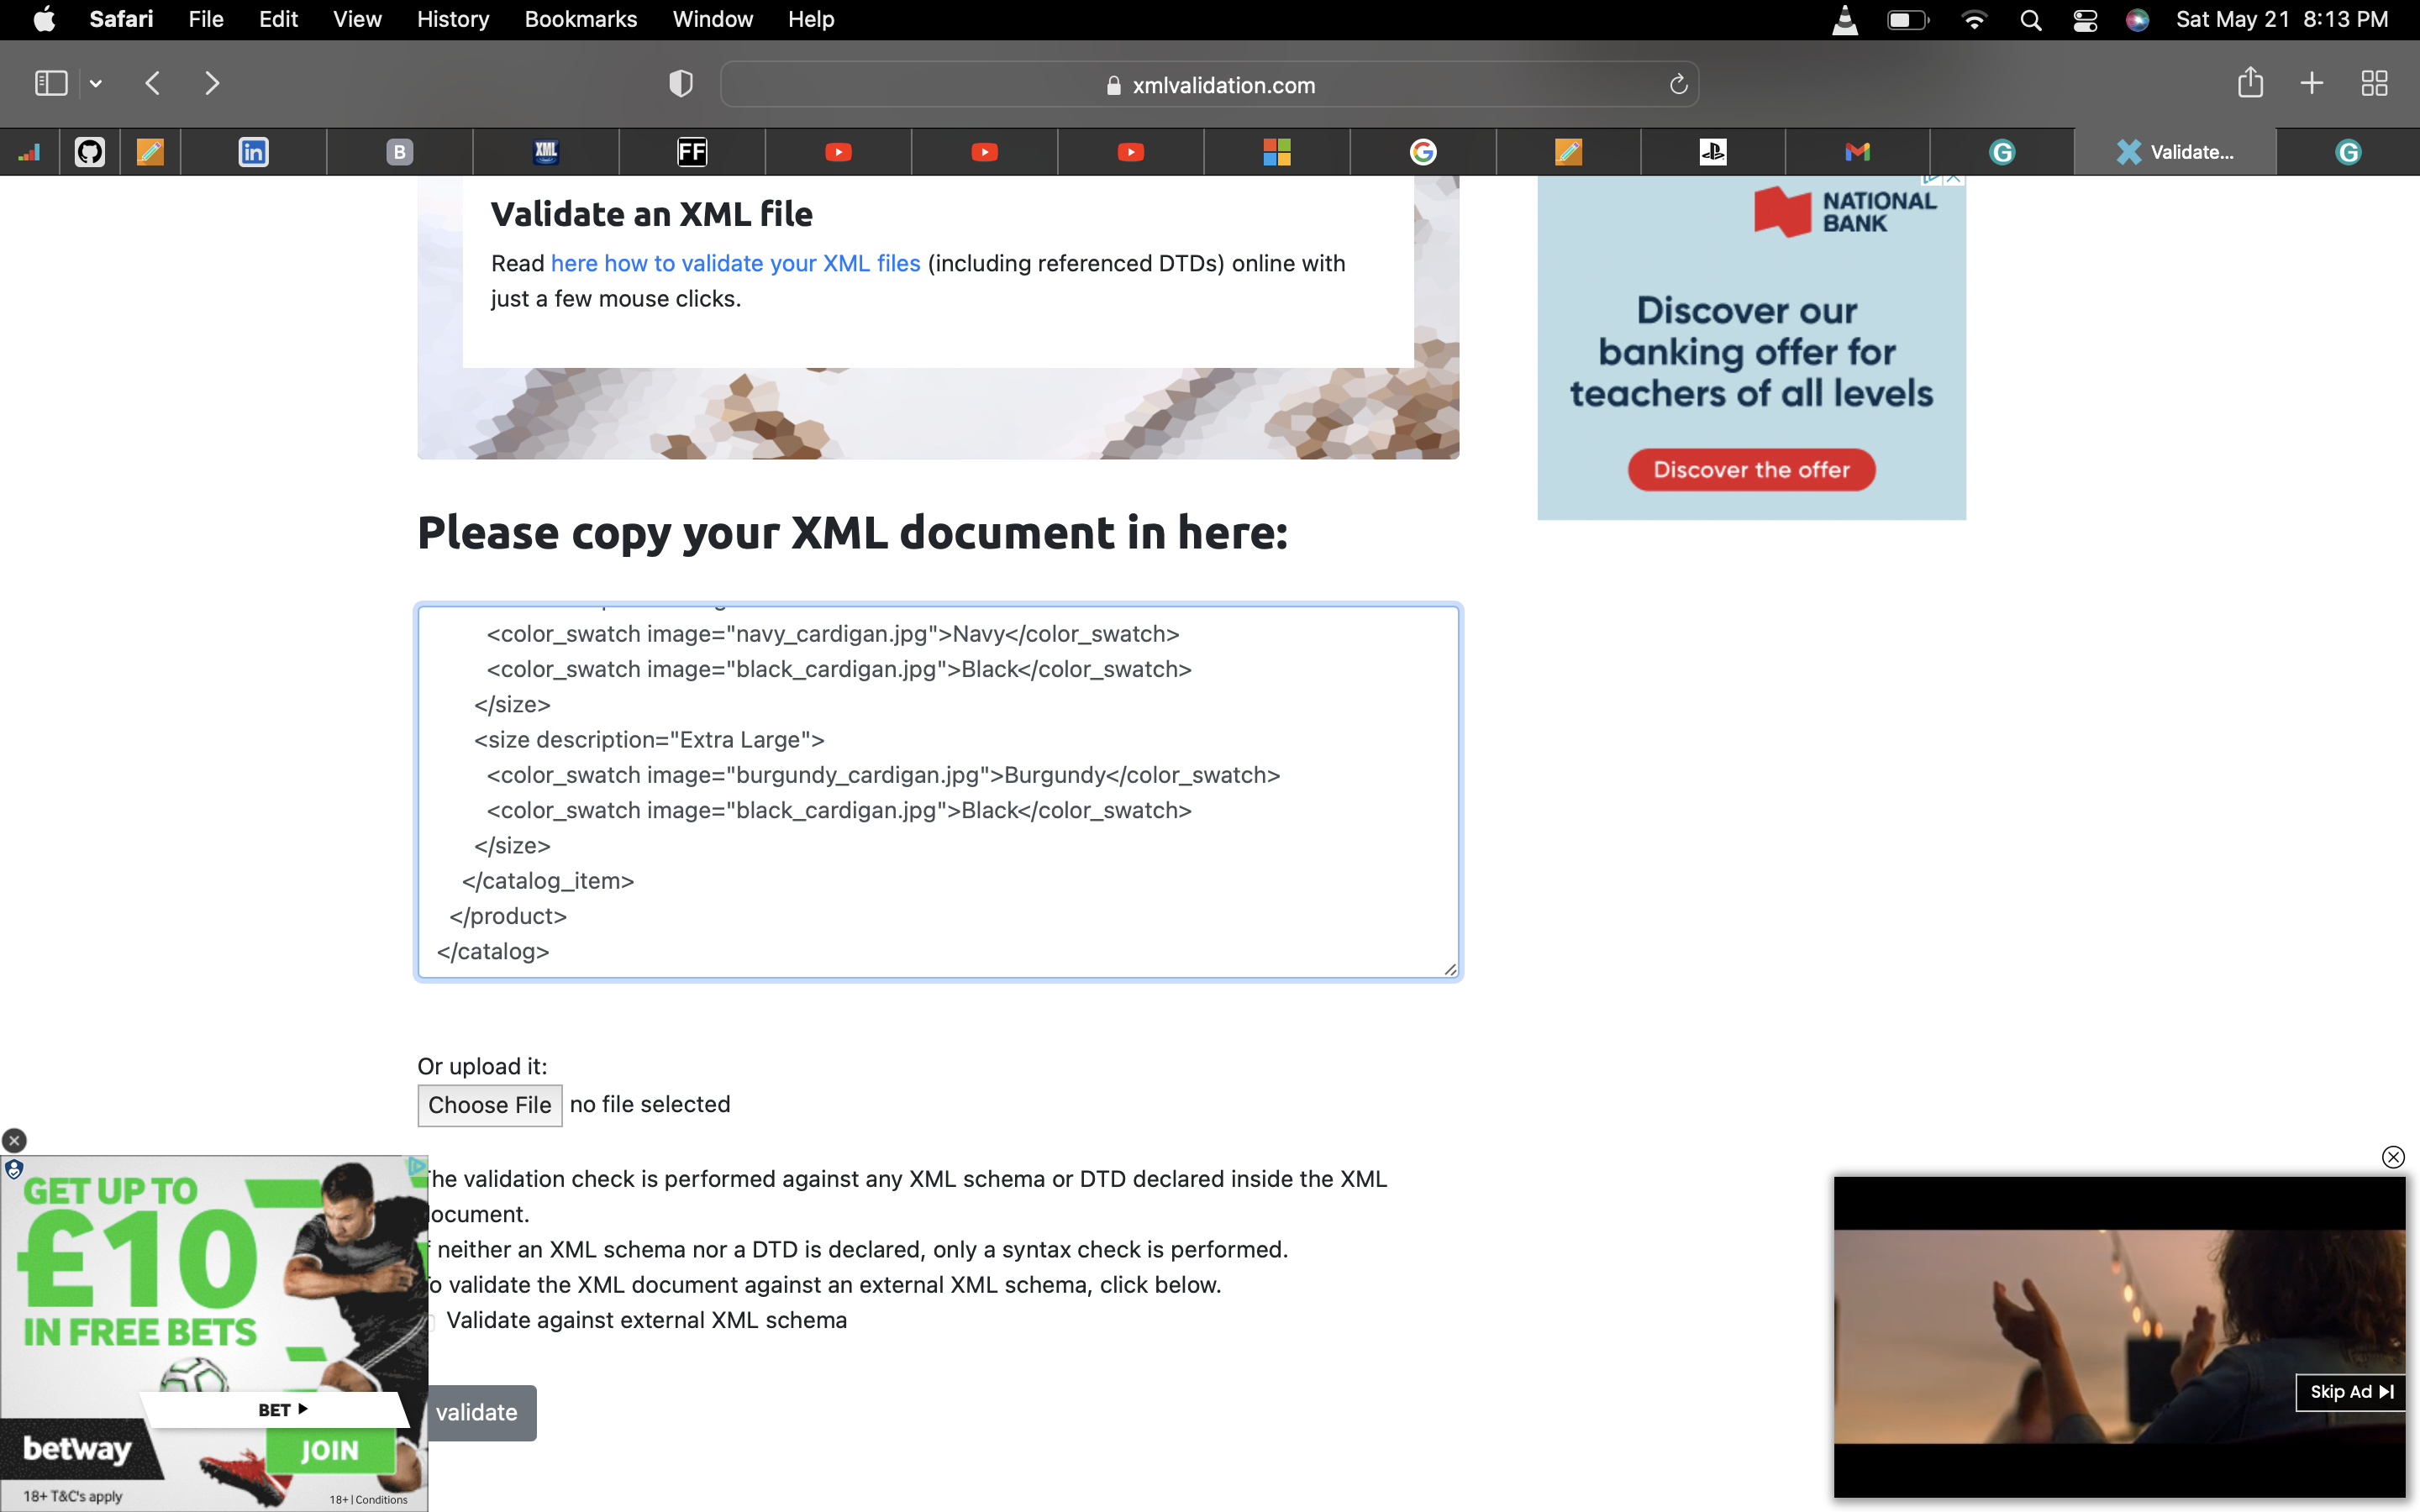 Safari File Edit View History Bookmarks Window Help Sat May 21 8:13 PM
xmlvalidation.com
in B XML FF G G Validate... G
Validate an XML file
Read here how to validate your XML files (including referenced DTDs) online with
just a few mouse clicks.
NATIONAL
BANK
Discover our
banking offer for
teachers of all levels
Discover the offer
Please copy your XML document in here:
<color_swatch image="navy_cardigan.jpg">Navy</color_swatch>
<color_swatch image="black_cardigan.jpg">Black</color_swatch>
</size>
<size description="Extra Large">
<color_swatch image="burgundy_cardigan.jpg">Burgundy</color_swatch>
<color_swatch image="black_cardigan.jpg">Black</color_swatch>
</size>
</catalog_item>
</product>
</catalog>
Or upload it:
Choose File no file selected
he validation check is performed against any XML schema or DTD declared inside the XML
ocument.
neither an XML schema nor a DTD is declared, only a syntax check is performed.
o validate the XML document against an external XML schema, click below.
Validate against external XML schema
validate
GET UP TO
£10
IN FREE BETS
BET
betway
JOIN
18+ T&C's apply
18+ | Conditions
Skip Ad